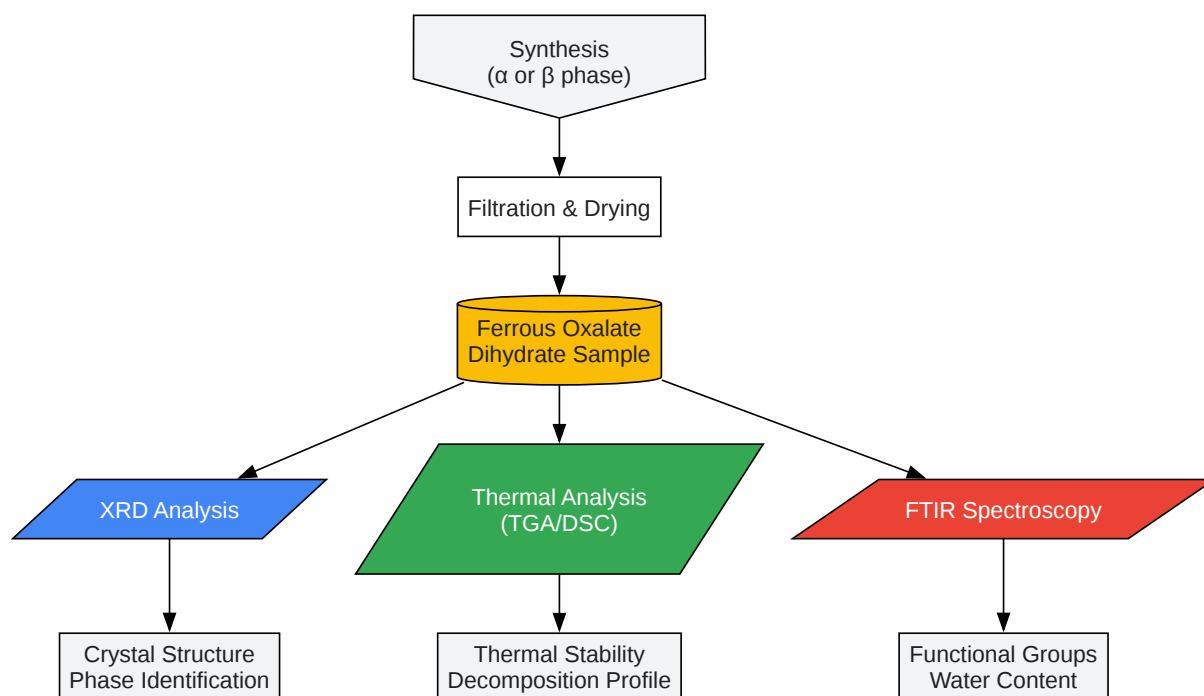 Synthesis
(α or β phase)
Filtration & Drying
Ferrous Oxalate
Dihydrate Sample
XRD Analysis
Thermal Analysis
(TGA/DSC)
FTIR Spectroscopy
Crystal Structure
Phase Identification
Thermal Stability
Decomposition Profile
Functional Groups
Water Content